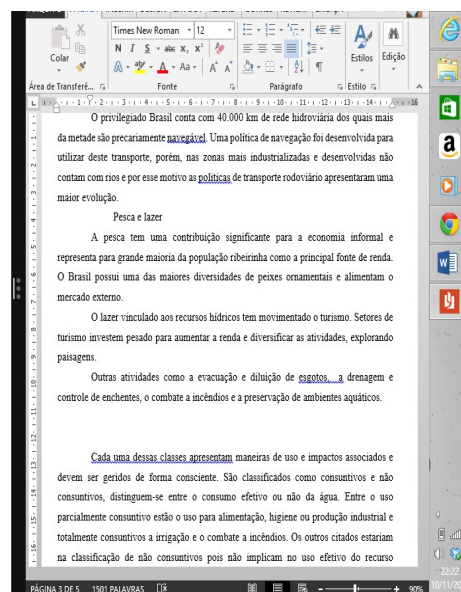 Times New Roman
12
Colar
N I S abc x, x²
Aa
Estilos
Edição
Área de Transferê...
Fonte
Parágrafo
Estilo
O privilegiado Brasil conta com 40.000 km de rede hidroviária dos quais mais
da metade são precariamente navegável. Uma política de navegação foi desenvolvida para
utilizar deste transporte, porém, nas zonas mais industrializadas e desenvolvidas não
contam com rios e por esse motivo as politicas de transporte rodoviário apresentaram uma
maior evolução.
Pesca e lazer
A pesca tem uma contribuição significante para a economia informal e
representa para grande maioria da população ribeirinha como a principal fonte de renda.
O Brasil possui uma das maiores diversidades de peixes ornamentais e alimentam o
mercado externo.
O lazer vinculado aos recursos hídricos tem movimentado o turismo. Setores de
turismo investem pesado para aumentar a renda e diversificar as atividades, explorando
paisagens.
Outras atividades como a evacuação e diluição de esgotos, a drenagem e
controle de enchentes, o combate a incêndios e a preservação de ambientes aquáticos.
Cada uma dessas classes apresentam maneiras de uso e impactos associados e
devem ser geridos de forma consciente. São classificados como consuntivos e não
consuntivos, distinguem-se entre o consumo efetivo ou não da água. Entre o uso
parcialmente consuntivo estão o uso para alimentação, higiene ou produção industrial e
totalmente consuntivos a irrigação e o combate a incêndios. Os outros citados estariam
na classificação de não consuntivos pois não implicam no uso efetivo do recurso
PÁGINA 3 DE 5 1501 PALAVRAS
90%
22:22
10/11/20